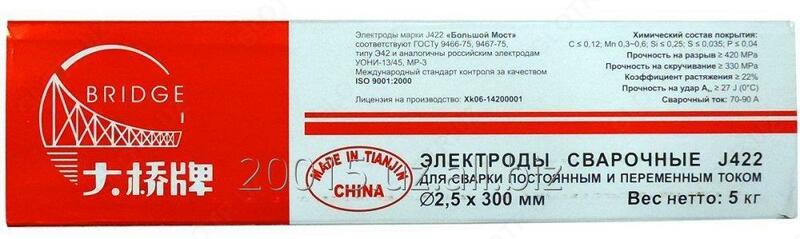 BRIDGE
大桥牌
Электроды марки J422 «Большой Мост»
соответствуют ГОСТу 9466-75, 9467-75,
типу Э42 и аналогичны российским электродам
УОНИ-13/45, МР-3
Международный стандарт контроля за качеством
ISO 9001:2000
Лицензия на производство: Xk06-14200001
Химический состав покрытия:
C ≤ 0,12; Mn 0,3~0,6; Si ≤ 0,25; S ≤ 0,035; P ≤ 0,04
Прочность на разрыв ≥ 420 MPa
Прочность на скручивание ≥ 330 MPa
Коэффициент растяжения ≥ 22%
Прочность на удар Akv ≥ 27 J (0°C)
Сварочный ток: 70-90 A
MADE IN TIANJIN
CHINA
ЭЛЕКТРОДЫ СВАРОЧНЫЕ J422
ДЛЯ СВАРКИ ПОСТОЯННЫМ И ПЕРЕМЕННЫМ ТОКОМ
∅2,5 x 300 мм
Вес нетто: 5 кг
20015.uz.all.biz